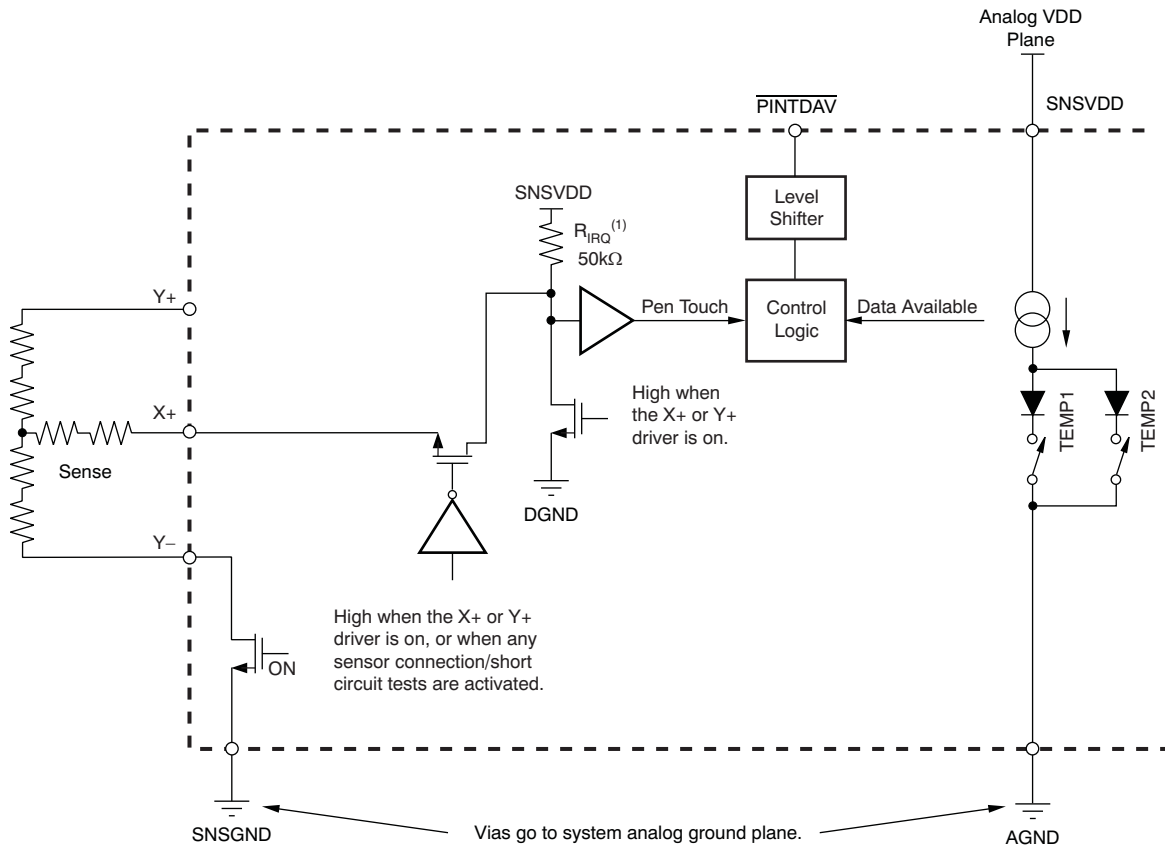 Analog VDD
Plane
PINTDAV
SNSVDD
SNSVDD
Level
Shifter
R_IRQ^(1)
50kΩ
Y+
Pen Touch
Control
Logic
Data Available
X+
High when
the X+ or Y+
driver is on.
TEMP1
TEMP2
Sense
DGND
Y–
High when the X+ or Y+
driver is on, or when any
sensor connection/short
circuit tests are activated.
ON
SNSGND
Vias go to system analog ground plane.
AGND